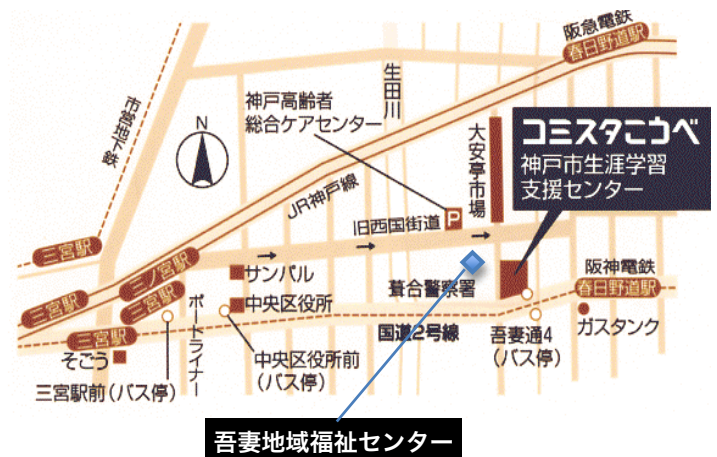 阪急電鉄
春日野道駅
生田川
市営地下鉄
神戸高齢者
総合ケアセンター
N
コミスタこうべ
神戸市生涯学習
支援センター
大安亭市場
JR神戸線
P
旧西国街道
三宮駅
三ノ宮駅
三宮駅
三宮駅
三宮駅
サンパル
中央区役所
ポートライナー
葺合警察署
阪神電鉄
春日野道駅
国道2号線
ガスタンク
吾妻通4
(バス停)
そごう
中央区役所前
(バス停)
三宮駅前(バス停)
吾妻地域福祉センター